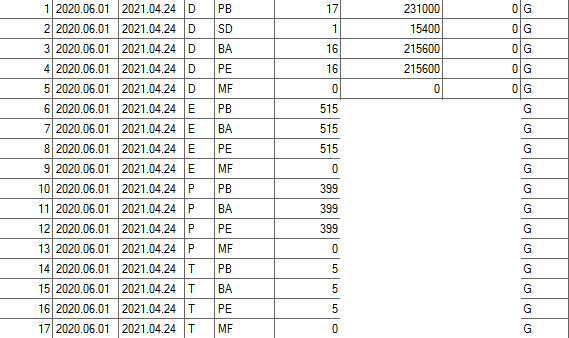 1 2020.06.01 2021.04.24 D PB 17 231000 0 G
2 2020.06.01 2021.04.24 D SD 1 15400 0 G
3 2020.06.01 2021.04.24 D BA 16 215600 0 G
4 2020.06.01 2021.04.24 D PE 16 215600 0 G
5 2020.06.01 2021.04.24 D MF 0 0 0 G
6 2020.06.01 2021.04.24 E PB 515 G
7 2020.06.01 2021.04.24 E BA 515 G
8 2020.06.01 2021.04.24 E PE 515 G
9 2020.06.01 2021.04.24 E MF 0 G
10 2020.06.01 2021.04.24 P PB 399 G
11 2020.06.01 2021.04.24 P BA 399 G
12 2020.06.01 2021.04.24 P PE 399 G
13 2020.06.01 2021.04.24 P MF 0 G
14 2020.06.01 2021.04.24 T PB 5 G
15 2020.06.01 2021.04.24 T BA 5 G
16 2020.06.01 2021.04.24 T PE 5 G
17 2020.06.01 2021.04.24 T MF 0 G